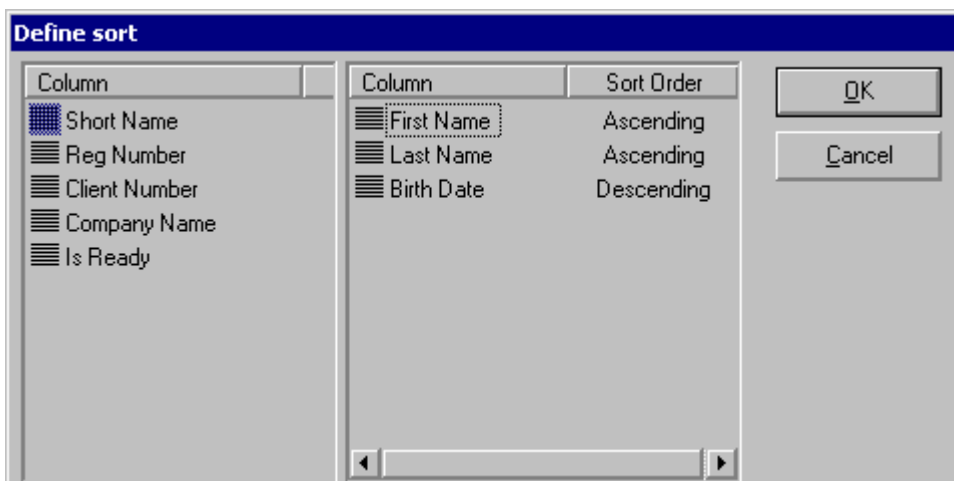 Define sort
Column
Short Name
Reg Number
Client Number
Company Name
Is Ready
Column Sort Order
First Name Ascending
Last Name Ascending
Birth Date Descending
OK
Cancel